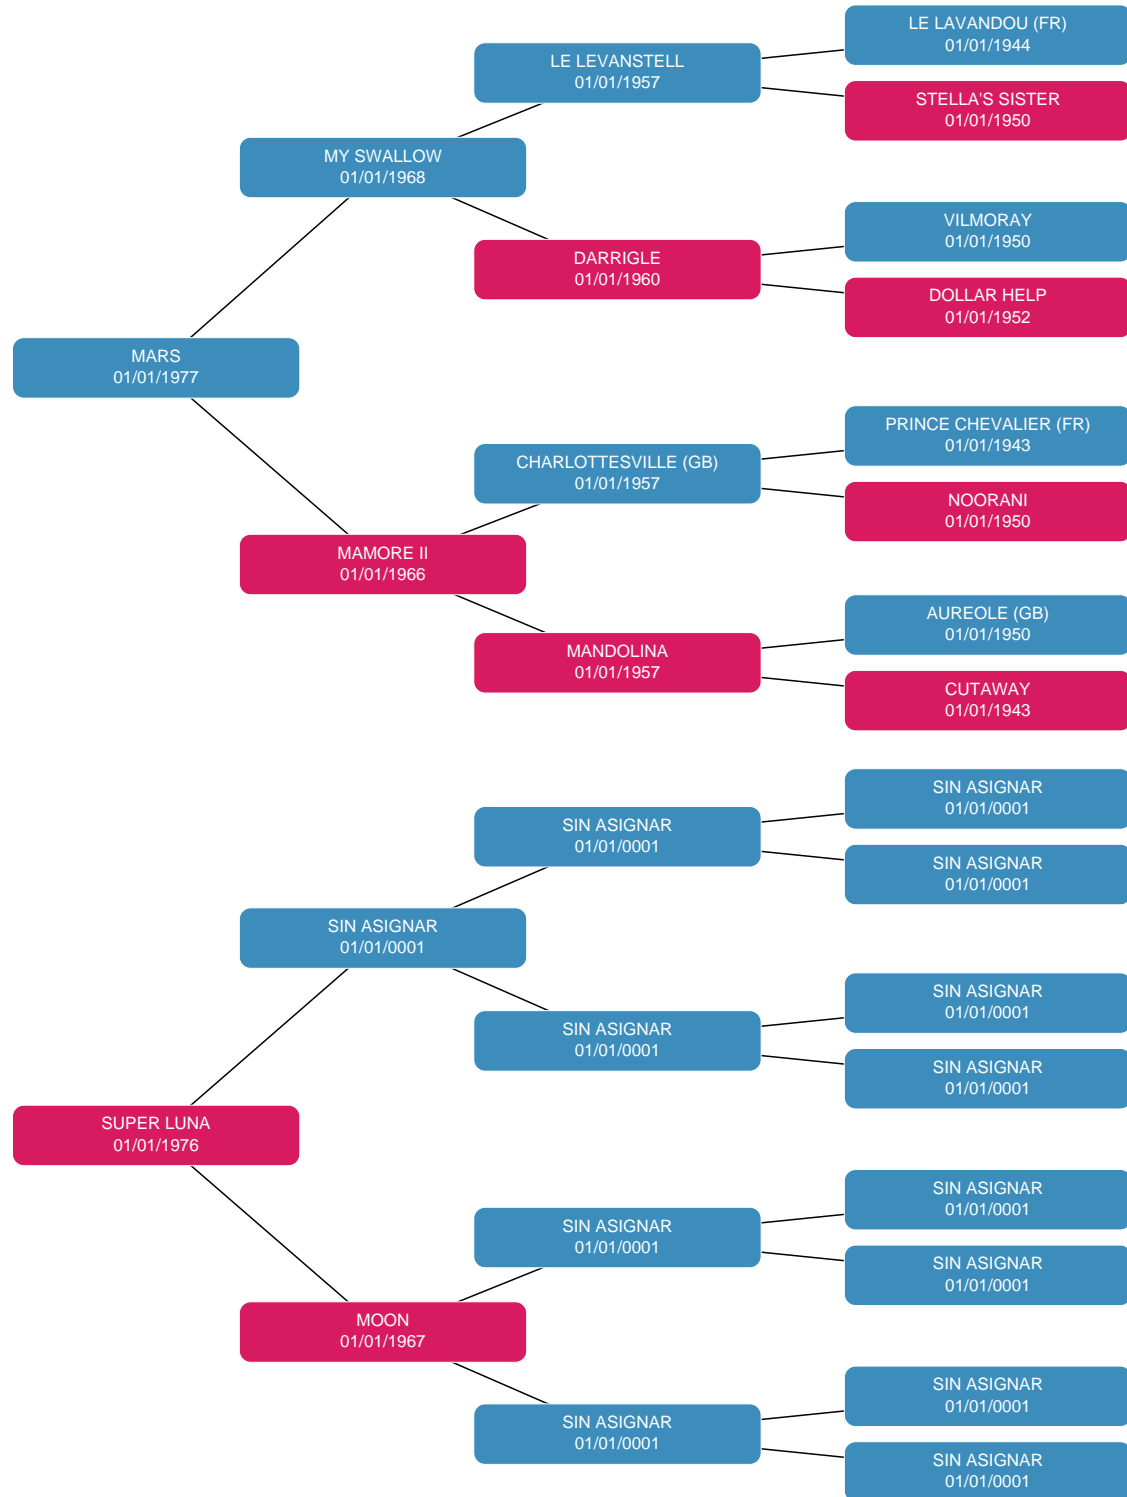 LE LAVANDOU (FR)
01/01/1944
LE LEVANSTELL
01/01/1957
STELLA'S SISTER
01/01/1950
MY SWALLOW
01/01/1968
VILMORAY
01/01/1950
DARRIGLE
01/01/1960
DOLLAR HELP
01/01/1952
MARS
01/01/1977
PRINCE CHEVALIER (FR)
01/01/1943
CHARLOTTESVILLE (GB)
01/01/1957
NOORANI
01/01/1950
MAMORE II
01/01/1966
AUREOLE (GB)
01/01/1950
MANDOLINA
01/01/1957
CUTAWAY
01/01/1943
SIN ASIGNAR
01/01/0001
SIN ASIGNAR
01/01/0001
SIN ASIGNAR
01/01/0001
SIN ASIGNAR
01/01/0001
SIN ASIGNAR
01/01/0001
SIN ASIGNAR
01/01/0001
SIN ASIGNAR
01/01/0001
SUPER LUNA
01/01/1976
SIN ASIGNAR
01/01/0001
SIN ASIGNAR
01/01/0001
SIN ASIGNAR
01/01/0001
MOON
01/01/1967
SIN ASIGNAR
01/01/0001
SIN ASIGNAR
01/01/0001
SIN ASIGNAR
01/01/0001